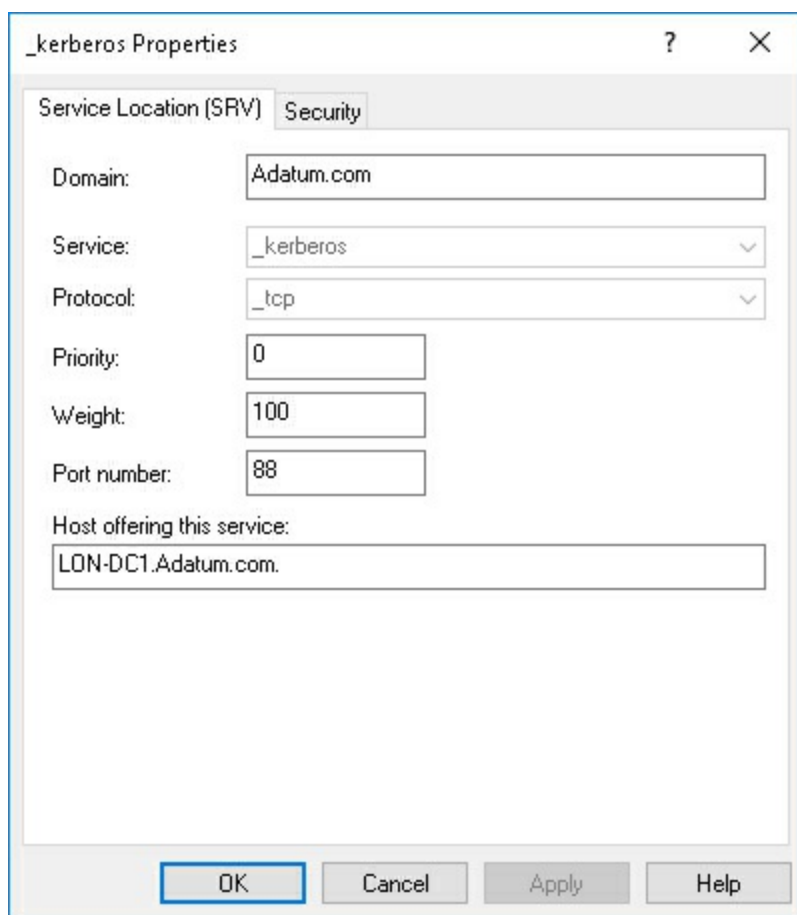 _kerberos Properties
Service Location (SRV) Security
Domain: Adatum.com
Service: _kerberos
Protocol: _tcp
Priority: 0
Weight: 100
Port number: 88
Host offering this service:
LON-DC1.Adatum.com.
OK Cancel Apply Help